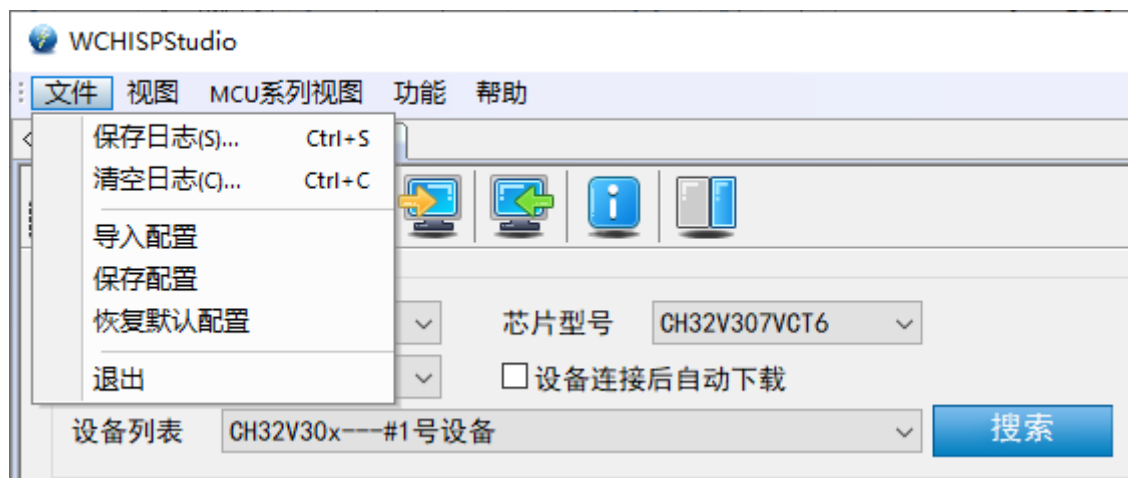 WCHISPStudio
文件 视图 MCU系列视图 功能 帮助
保存日志(S)... Ctrl+S
清空日志(C)... Ctrl+C
导入配置
保存配置
恢复默认配置
芯片型号 CH32V307VCT6
退出
设备连接后自动下载
设备列表 CH32V30x---#1号设备 搜索